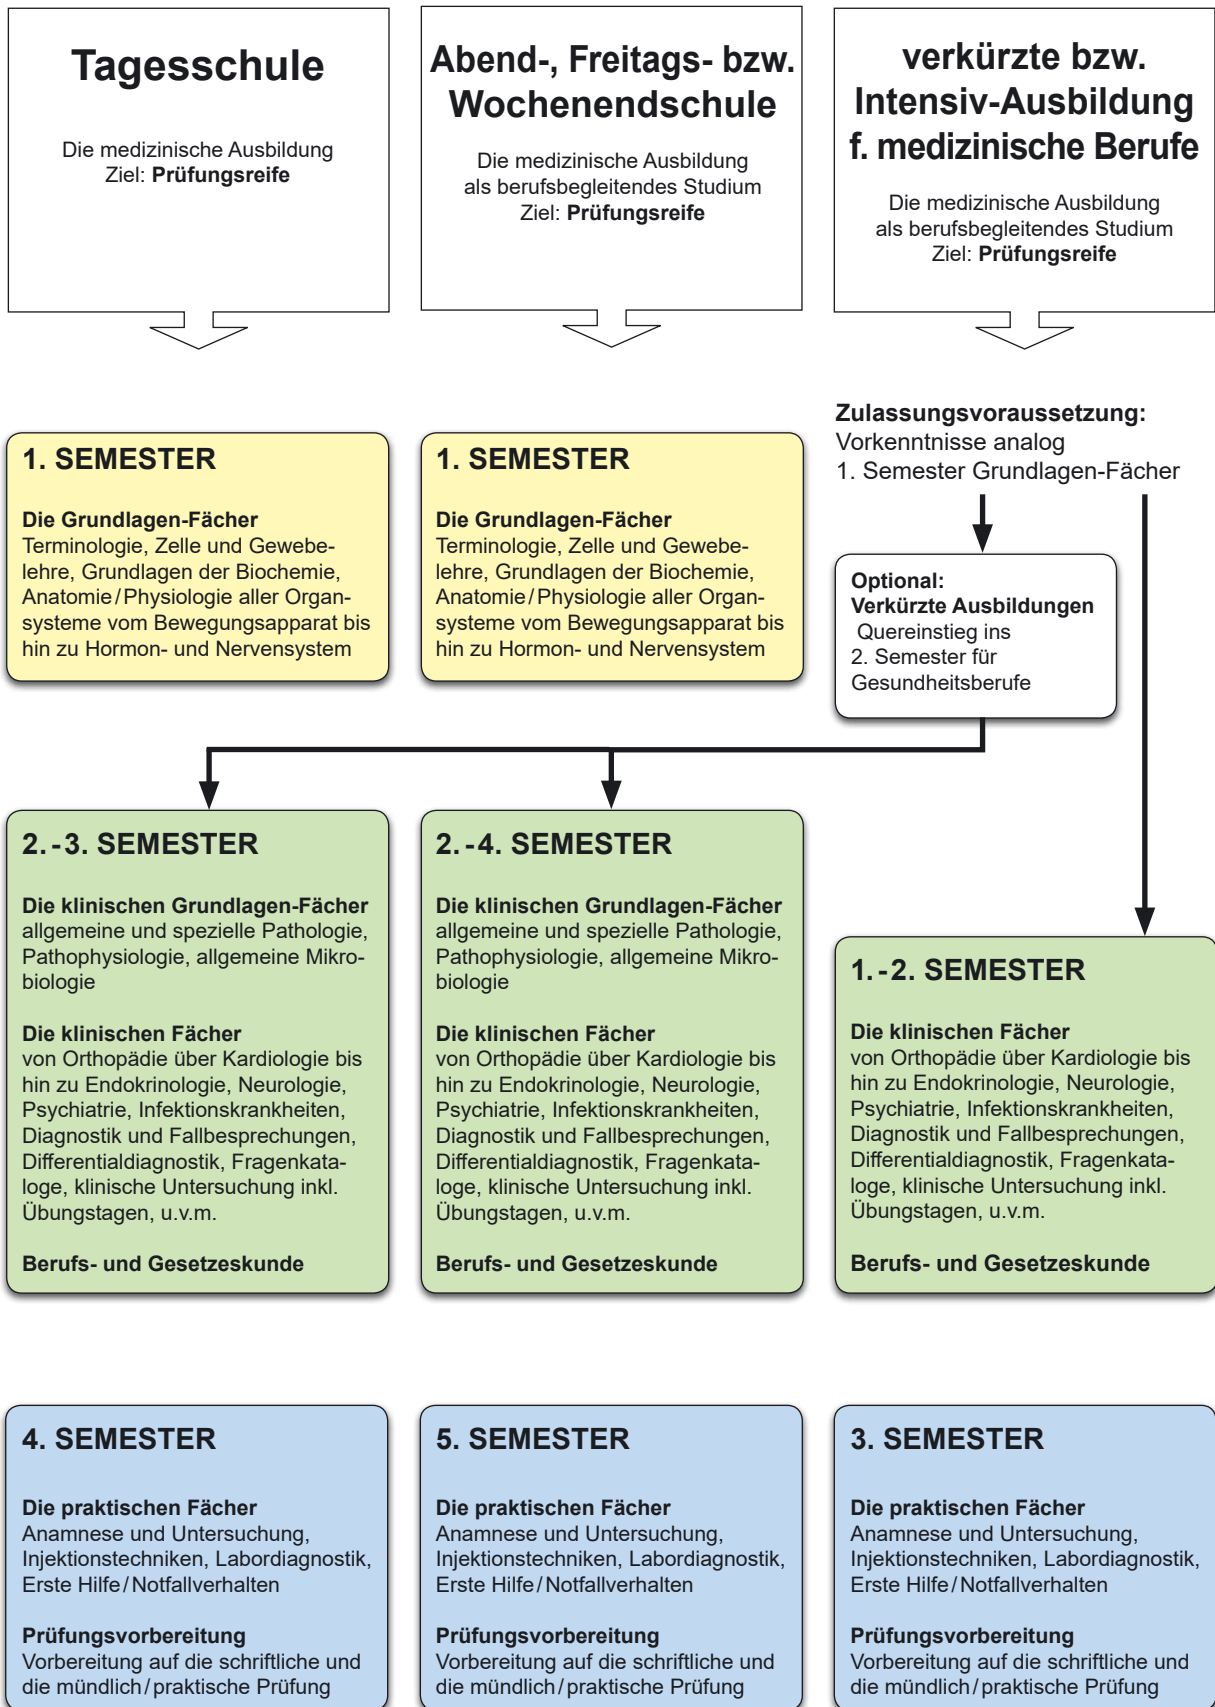 Tagesschule
Die medizinische Ausbildung
Ziel: Prüfungsreife
Abend-, Freitags- bzw.
Wochenendschule
Die medizinische Ausbildung
als berufsbegleitendes Studium
Ziel: Prüfungsreife
verkürzte bzw.
Intensiv-Ausbildung
f. medizinische Berufe
Die medizinische Ausbildung
als berufsbegleitendes Studium
Ziel: Prüfungsreife
1. SEMESTER
Die Grundlagen-Fächer
Terminologie, Zelle und Gewebe-
lehre, Grundlagen der Biochemie,
Anatomie/Physiologie aller Organ-
systeme vom Bewegungsapparat bis
hin zu Hormon- und Nervensystem
1. SEMESTER
Die Grundlagen-Fächer
Terminologie, Zelle und Gewebe-
lehre, Grundlagen der Biochemie,
Anatomie/Physiologie aller Organ-
systeme vom Bewegungsapparat bis
hin zu Hormon- und Nervensystem
Zulassungsvoraussetzung:
Vorkenntnisse analog
1. Semester Grundlagen-Fächer
Optional:
Verkürzte Ausbildungen
Quereinstieg ins
2. Semester für
Gesundheitsberufe
2.-3. SEMESTER
Die klinischen Grundlagen-Fächer
allgemeine und spezielle Pathologie,
Pathophysiologie, allgemeine Mikro-
biologie
Die klinischen Fächer
von Orthopädie über Kardiologie bis
hin zu Endokrinologie, Neurologie,
Psychiatrie, Infektionskrankheiten,
Diagnostik und Fallbesprechungen,
Differentialdiagnostik, Fragenkata-
loge, klinische Untersuchung inkl.
Übungstagen, u.v.m.
Berufs- und Gesetzeskunde
2.-4. SEMESTER
Die klinischen Grundlagen-Fächer
allgemeine und spezielle Pathologie,
Pathophysiologie, allgemeine Mikro-
biologie
Die klinischen Fächer
von Orthopädie über Kardiologie bis
hin zu Endokrinologie, Neurologie,
Psychiatrie, Infektionskrankheiten,
Diagnostik und Fallbesprechungen,
Differentialdiagnostik, Fragenkata-
loge, klinische Untersuchung inkl.
Übungstagen, u.v.m.
Berufs- und Gesetzeskunde
1.-2. SEMESTER
Die klinischen Fächer
von Orthopädie über Kardiologie bis
hin zu Endokrinologie, Neurologie,
Psychiatrie, Infektionskrankheiten,
Diagnostik und Fallbesprechungen,
Differentialdiagnostik, Fragenkata-
loge, klinische Untersuchung inkl.
Übungstagen, u.v.m.
Berufs- und Gesetzeskunde
4. SEMESTER
Die praktischen Fächer
Anamnese und Untersuchung,
Injektionstechniken, Labordiagnostik,
Erste Hilfe/Notfallverhalten
Prüfungsvorbereitung
Vorbereitung auf die schriftliche und
die mündlich/praktische Prüfung
5. SEMESTER
Die praktischen Fächer
Anamnese und Untersuchung,
Injektionstechniken, Labordiagnostik,
Erste Hilfe/Notfallverhalten
Prüfungsvorbereitung
Vorbereitung auf die schriftliche und
die mündlich/praktische Prüfung
3. SEMESTER
Die praktischen Fächer
Anamnese und Untersuchung,
Injektionstechniken, Labordiagnostik,
Erste Hilfe/Notfallverhalten
Prüfungsvorbereitung
Vorbereitung auf die schriftliche und
die mündlich/praktische Prüfung